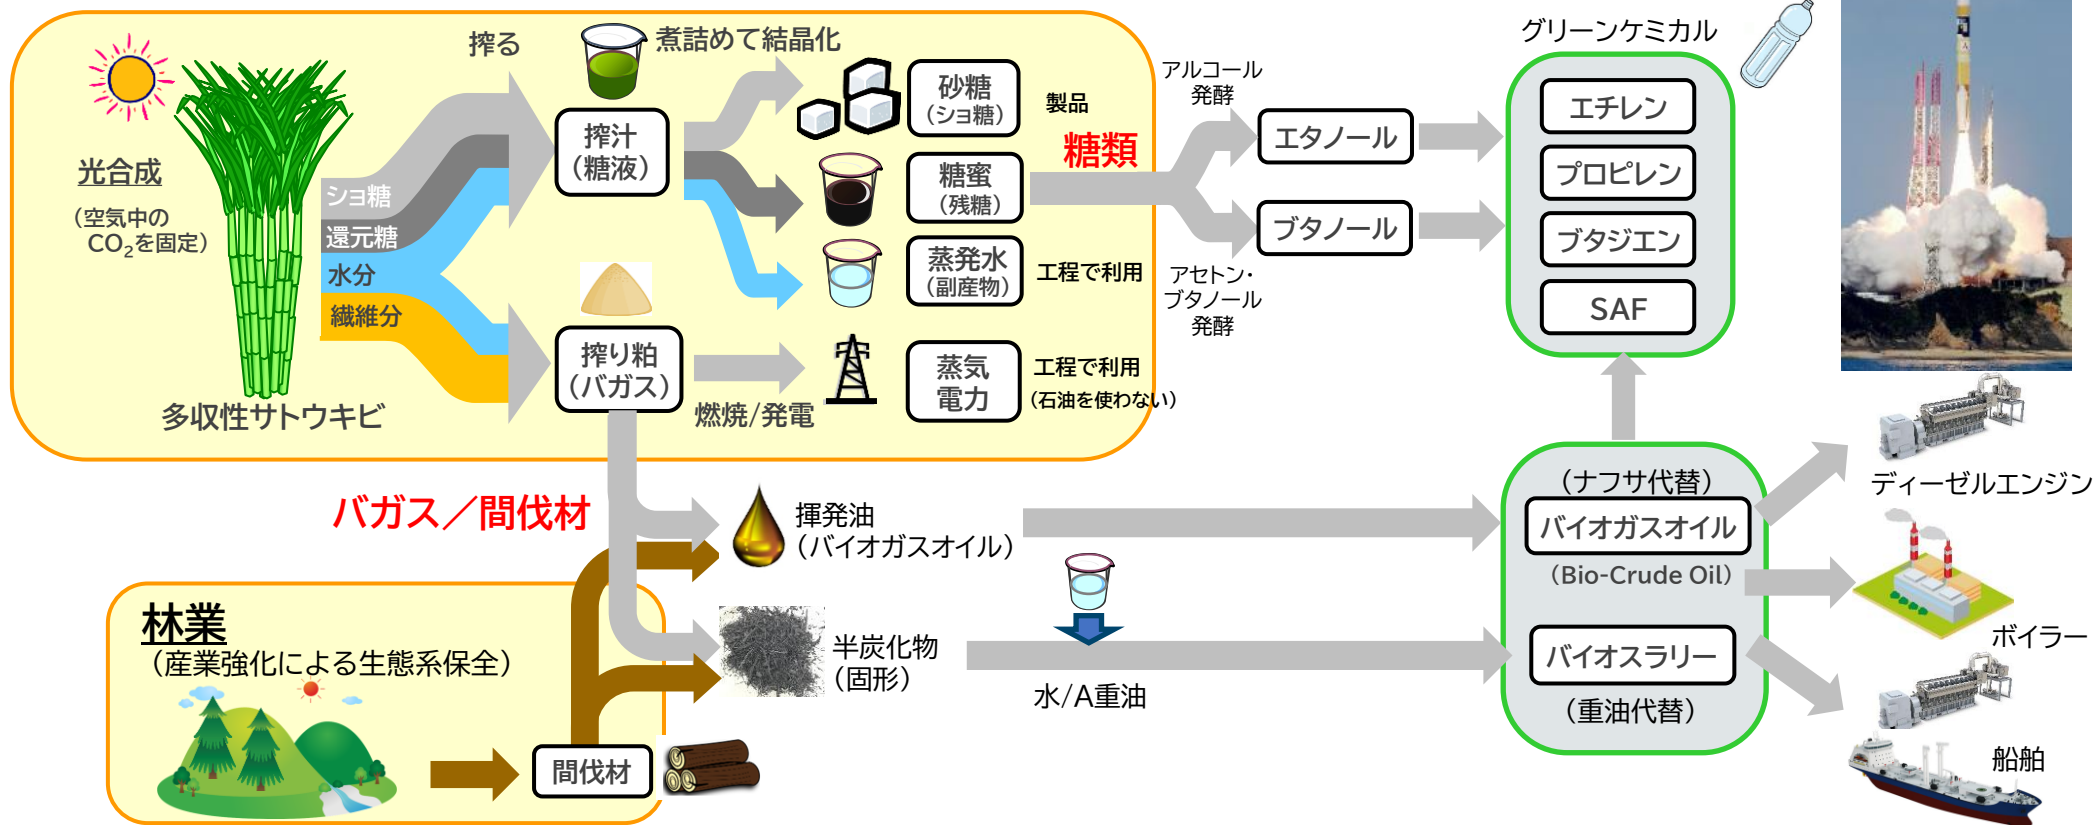 搾る
煮詰めて結晶化
光合成
（空気中の
CO₂を固定）
ショ糖
還元糖
水分
繊維分
多収性サトウキビ
搾汁
（糖液）
搾り粕
（バガス）
燃焼/発電
砂糖
（ショ糖）
製品
糖類
糖蜜
（残糖）
蒸発水
（副産物）
工程で利用
蒸気
電力
工程で利用
（石油を使わない）
アルコール
発酵
エタノール
ブタノール
アセトン・
ブタノール
発酵
グリーンケミカル
エチレン
プロピレン
ブタジエン
SAF
バガス／間伐材
揮発油
（バイオガスオイル）
半炭化物
（固形）
水/A重油
林業
（産業強化による生態系保全）
間伐材
（ナフサ代替）
バイオガスオイル
（Bio-Crude Oil）
バイオスラリー
（重油代替）
ディーゼルエンジン
ボイラー
船舶